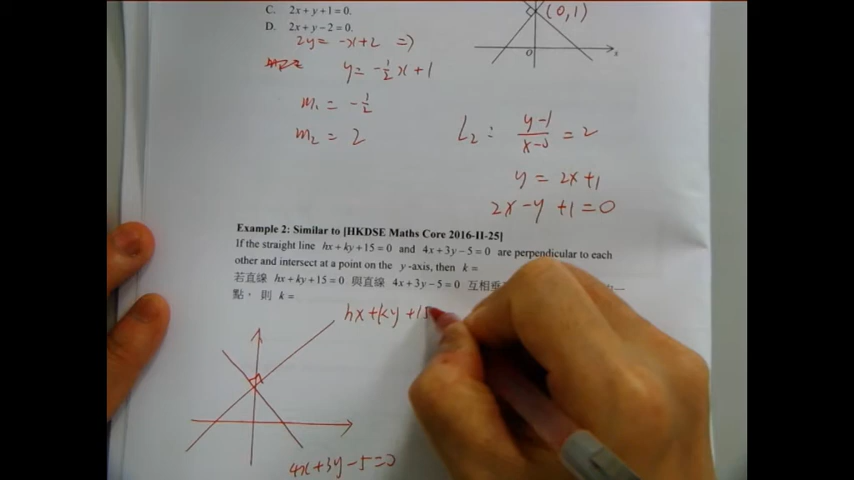 C. 2x + y + 1 = 0.
D. 2x + y − 2 = 0.
(0,1)
2y = -x+2 =>
y = -1/2 x + 1
m₁ = -1/2
m₂ = 2
L₂ : (y-1)/(x-0) = 2
y = 2x+1
2x - y + 1 = 0
x
O
Example 2: Similar to [HKDSE Maths Core 2016-II-25]
If the straight line hx + ky + 15 = 0 and 4x + 3y − 5 = 0 are perpendicular to each
other and intersect at a point on the y -axis, then k =
若直線 hx + ky + 15 = 0 與直線 4x + 3y − 5 = 0 互相垂
一
點， 則 k =
hx+ky+15
4x+3y-5=0